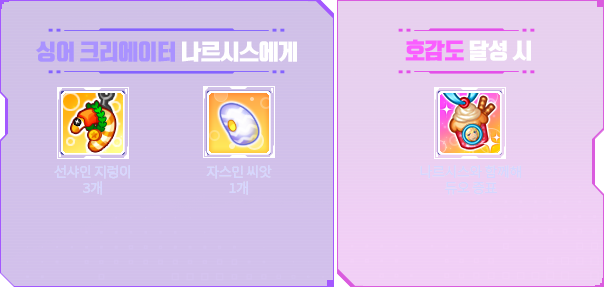 싱어 크리에이터 나르시스에게
호감도 달성 시
선샤인 지렁이
3개
자스민 씨앗
1개